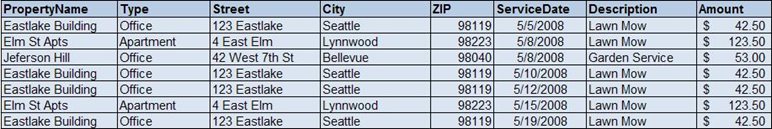 PropertyName Type Street City ZIP ServiceDate Description Amount
Eastlake Building Office 123 Eastlake Seattle 98119 5/5/2008 Lawn Mow $ 42.50
Elm St Apts Apartment 4 East Elm Lynnwood 98223 5/8/2008 Lawn Mow $ 123.50
Jeferson Hill Office 42 West 7th St Bellevue 98040 5/8/2008 Garden Service $ 53.00
Eastlake Building Office 123 Eastlake Seattle 98119 5/10/2008 Lawn Mow $ 42.50
Eastlake Building Office 123 Eastlake Seattle 98119 5/12/2008 Lawn Mow $ 42.50
Elm St Apts Apartment 4 East Elm Lynnwood 98223 5/15/2008 Lawn Mow $ 123.50
Eastlake Building Office 123 Eastlake Seattle 98119 5/19/2008 Lawn Mow $ 42.50